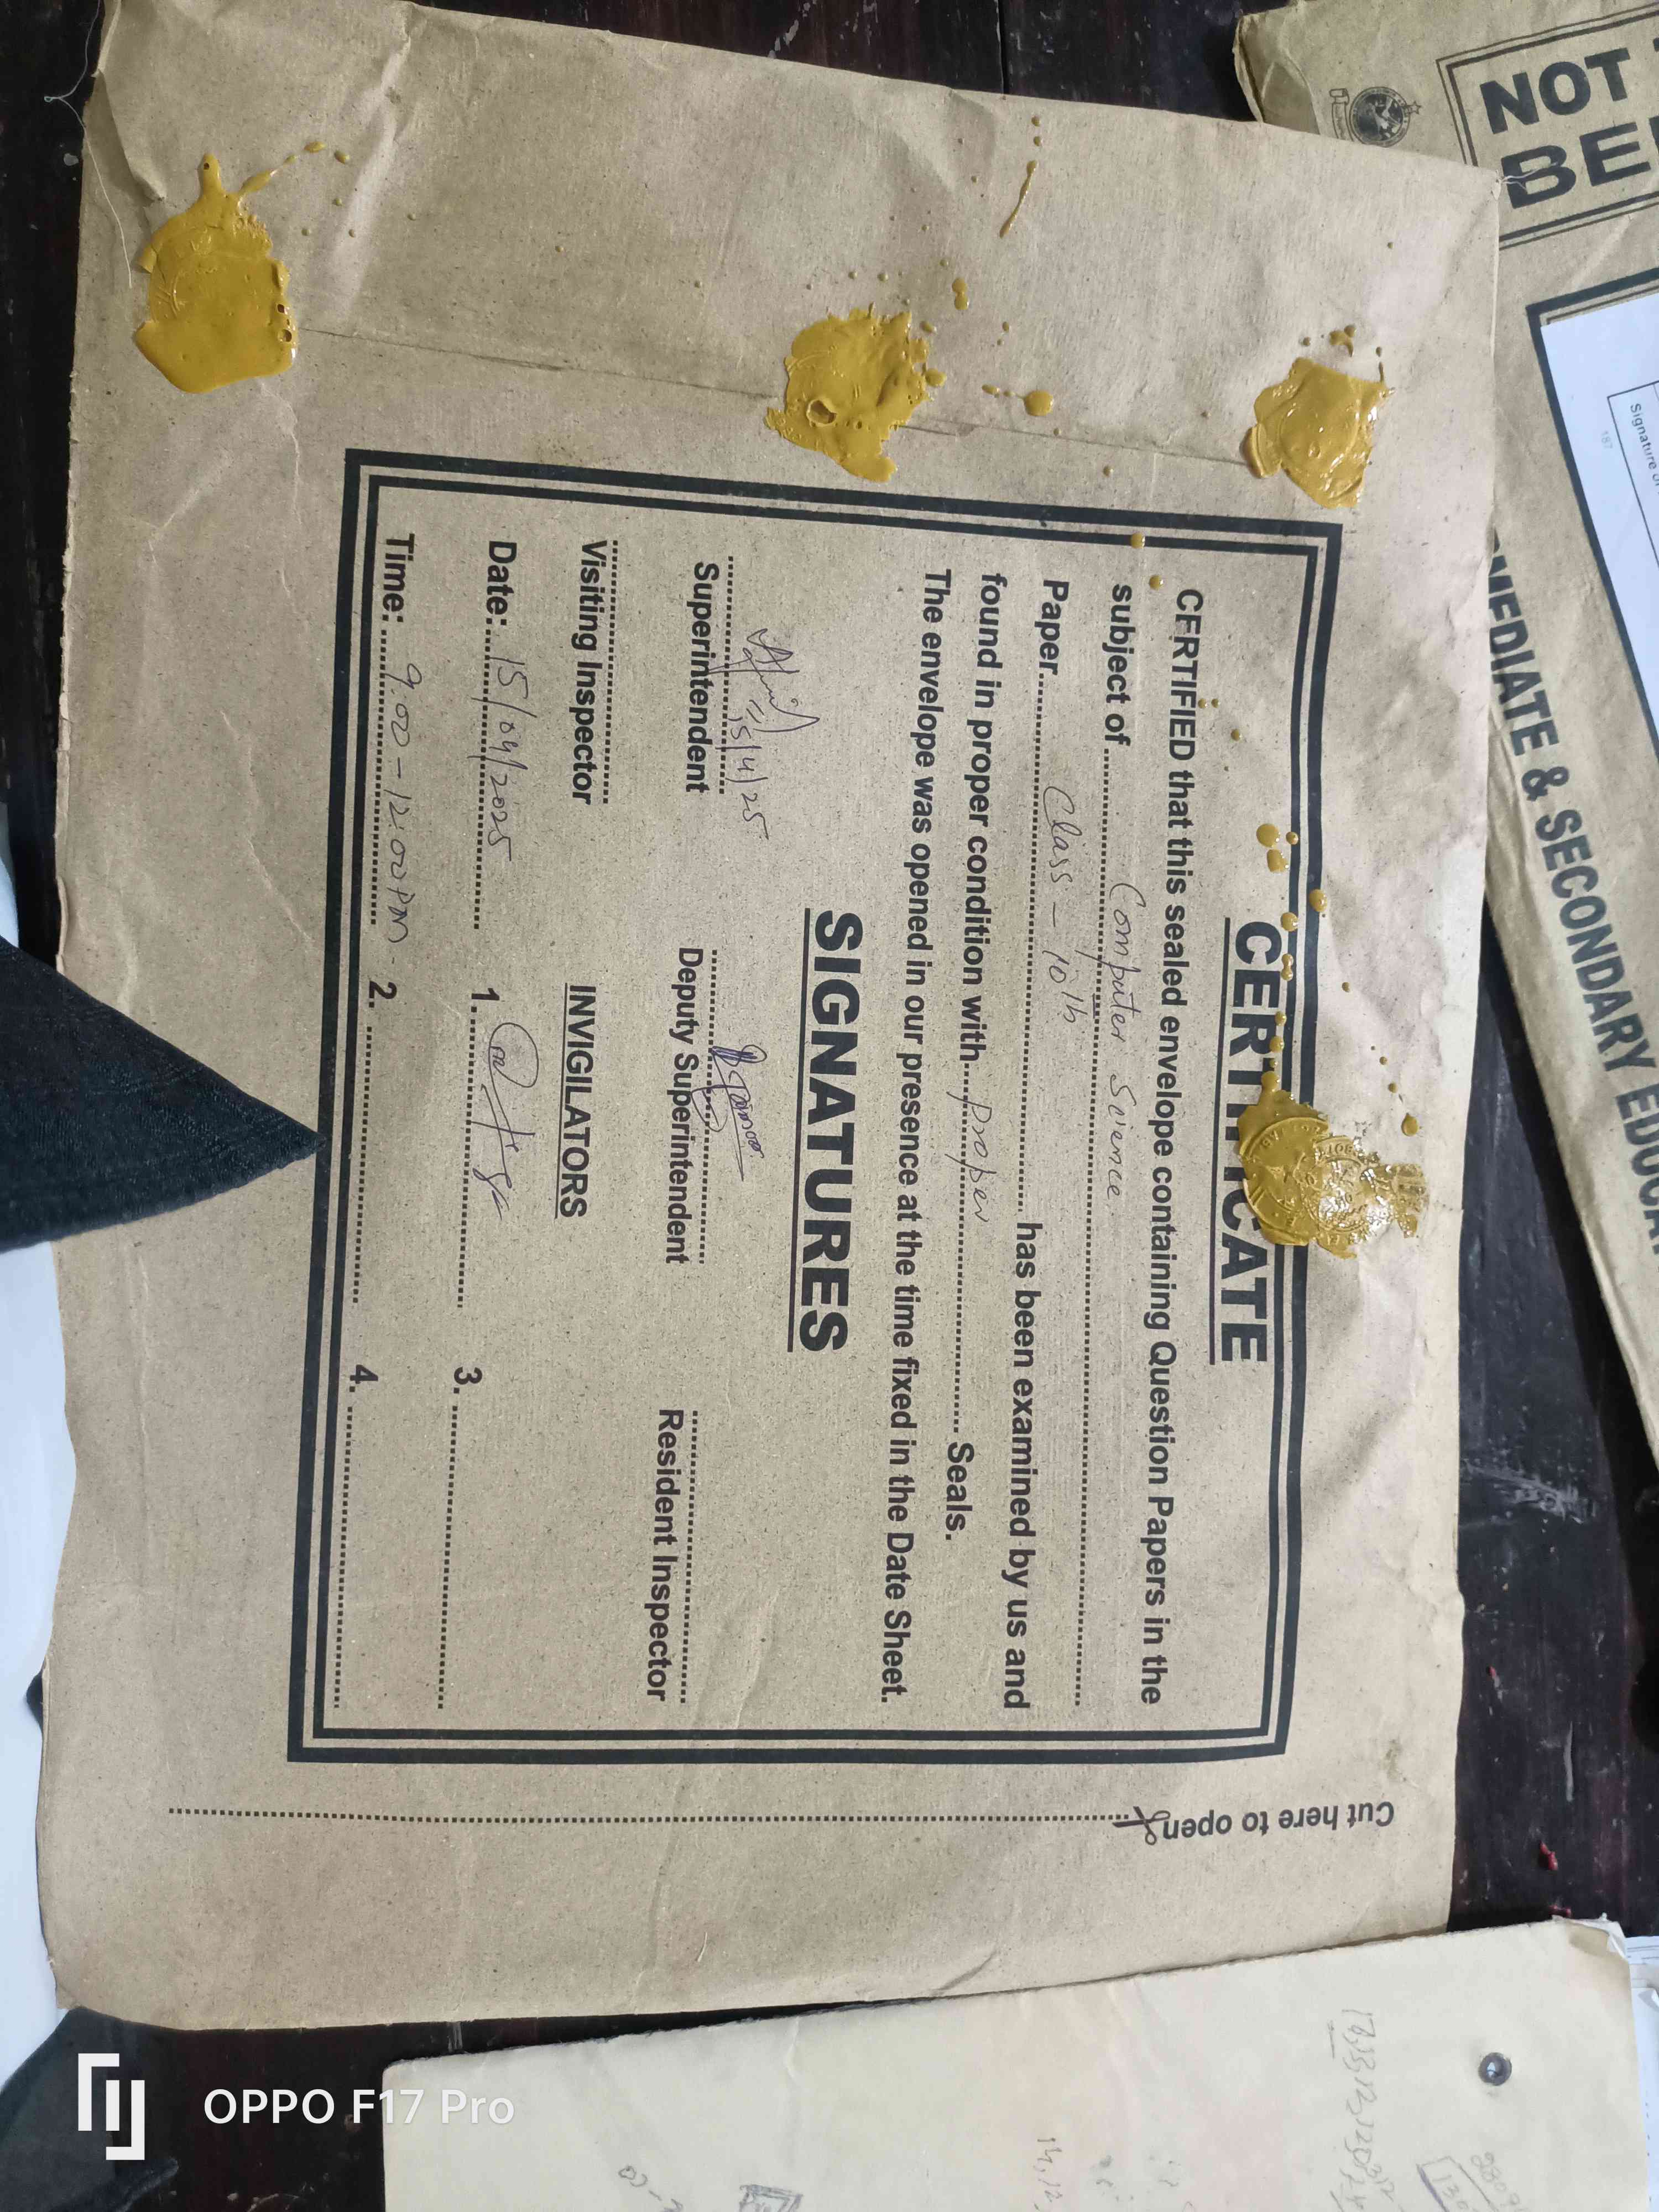 CERTIFICATE
CERTIFIED that this sealed envelope containing Question Papers in the
subject of.......Computer Science.......
Paper.......Class - 10th.......has been examined by us and
found in proper condition with.....proper.....Seals.
The envelope was opened in our presence at the time fixed in the Date Sheet.
SIGNATURES
15/4/25
Superintendent
Deputy Superintendent
Resident Inspector
Visiting Inspector
INVIGILATORS
Date:..15/04/2025
1.
3.
Time:...9:00 - 12:00 PM.
2.
4.
Cut here to open
NOT
BE
MEDIATE & SECONDARY EDUCA
Signature of
187
OPPO F17 Pro